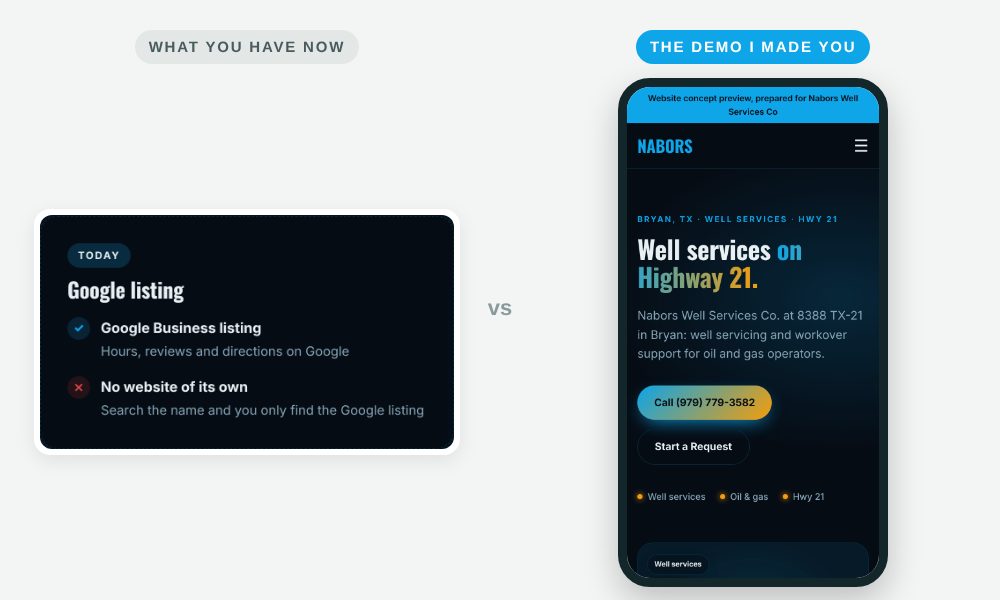 WHAT YOU HAVE NOW
TODAY
Google listing
Google Business listing
Hours, reviews and directions on Google
No website of its own
Search the name and you only find the Google listing
vs
THE DEMO I MADE YOU
Website concept preview, prepared for Nabors Well
Services Co
NABORS
BRYAN, TX · WELL SERVICES · HWY 21
Well services on
Highway 21.
Nabors Well Services Co. at 8388 TX-21
in Bryan: well servicing and workover
support for oil and gas operators.
Call (979) 779-3582
Start a Request
Well services Oil & gas Hwy 21
Well services